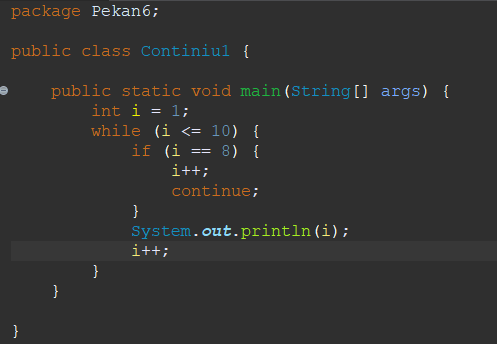 package Pekan6;
public class Continiu1 {
public static void main(String[] args) {
int i = 1;
while (i <= 10) {
if (i == 8) {
i++;
continue;
}
System.out.println(i);
i++;
}
}
}